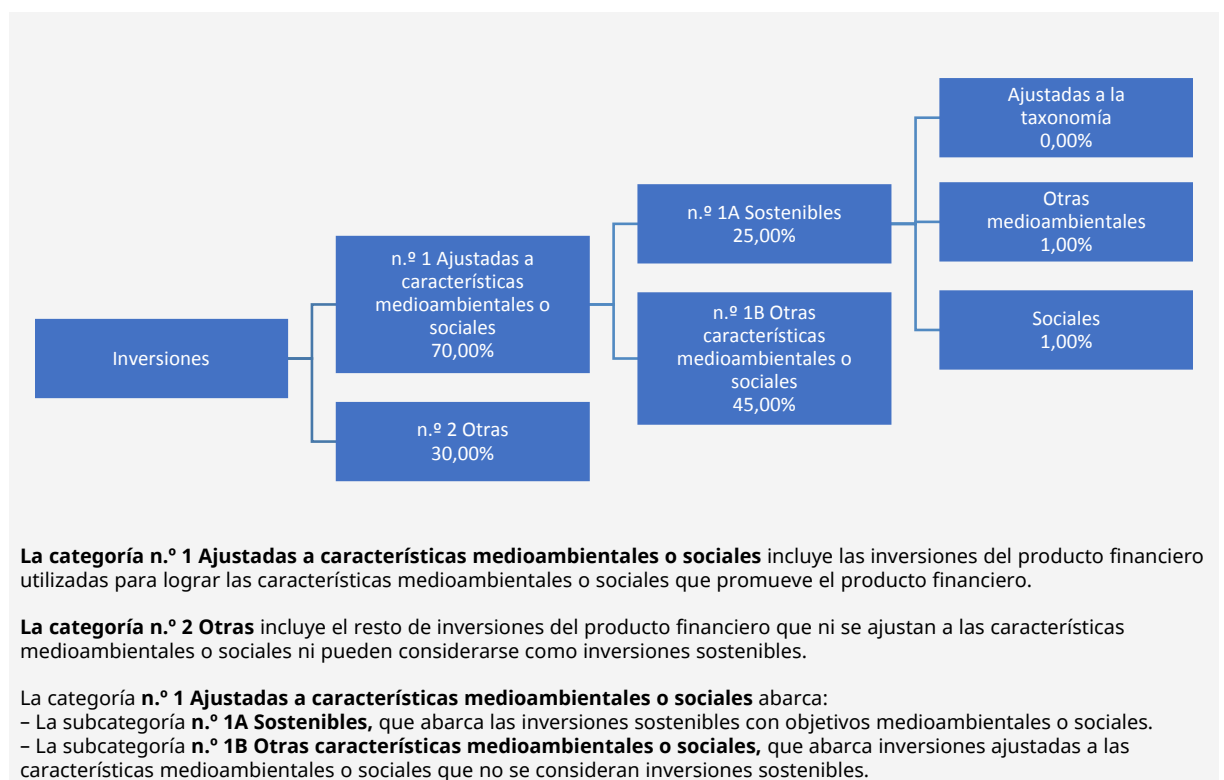 Inversiones
n.º 1 Ajustadas a
características
medioambientales o
sociales
70,00%
n.º 2 Otras
30,00%
n.º 1A Sostenibles
25,00%
n.º 1B Otras
características
medioambientales o
sociales
45,00%
Ajustadas a la
taxonomía
0,00%
Otras
medioambientales
1,00%
Sociales
1,00%
La categoría n.º 1 Ajustadas a características medioambientales o sociales incluye las inversiones del producto financiero
utilizadas para lograr las características medioambientales o sociales que promueve el producto financiero.
La categoría n.º 2 Otras incluye el resto de inversiones del producto financiero que ni se ajustan a las características
medioambientales o sociales ni pueden considerarse como inversiones sostenibles.
La categoría n.º 1 Ajustadas a características medioambientales o sociales abarca:
– La subcategoría n.º 1A Sostenibles, que abarca las inversiones sostenibles con objetivos medioambientales o sociales.
– La subcategoría n.º 1B Otras características medioambientales o sociales, que abarca inversiones ajustadas a las
características medioambientales o sociales que no se consideran inversiones sostenibles.